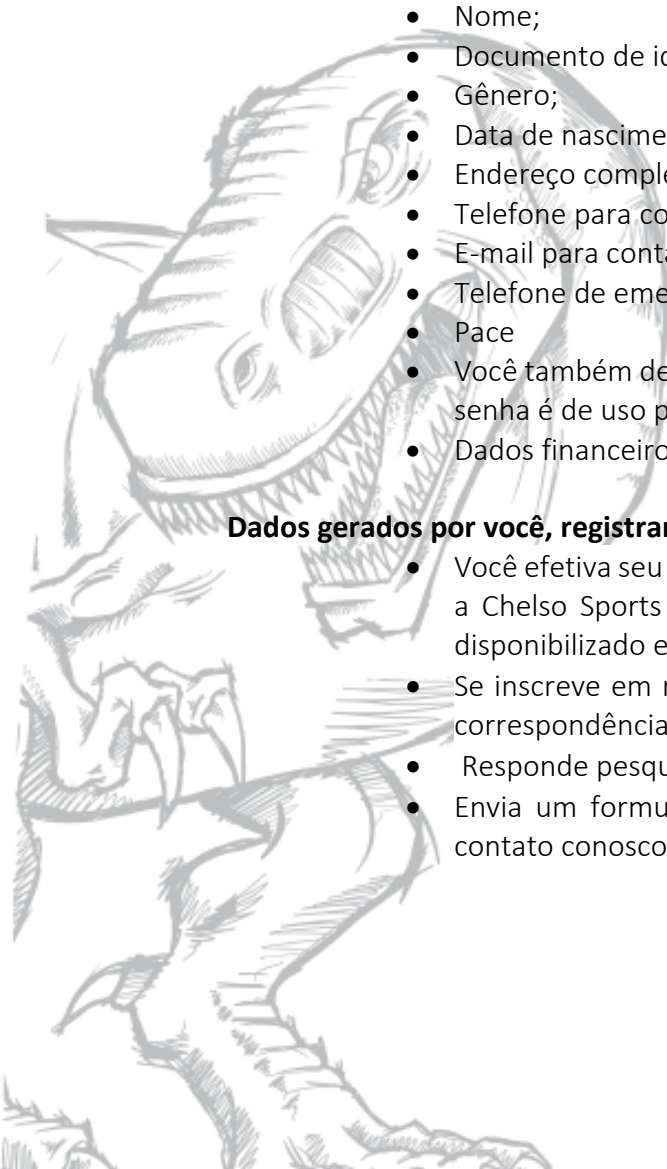 • Nome;
• Documento de id
• Gênero;
• Data de nascime
• Endereço comple
• Telefone para co
• E-mail para conta
• Telefone de eme
• Pace
• Você também de
senha é de uso p
• Dados financeiro
Dados gerados por você, registrar
• Você efetiva seu
a Chelso Sports
disponibilizado e
• Se inscreve em n
correspondência
• Responde pesqu
• Envia um formu
contato conosco